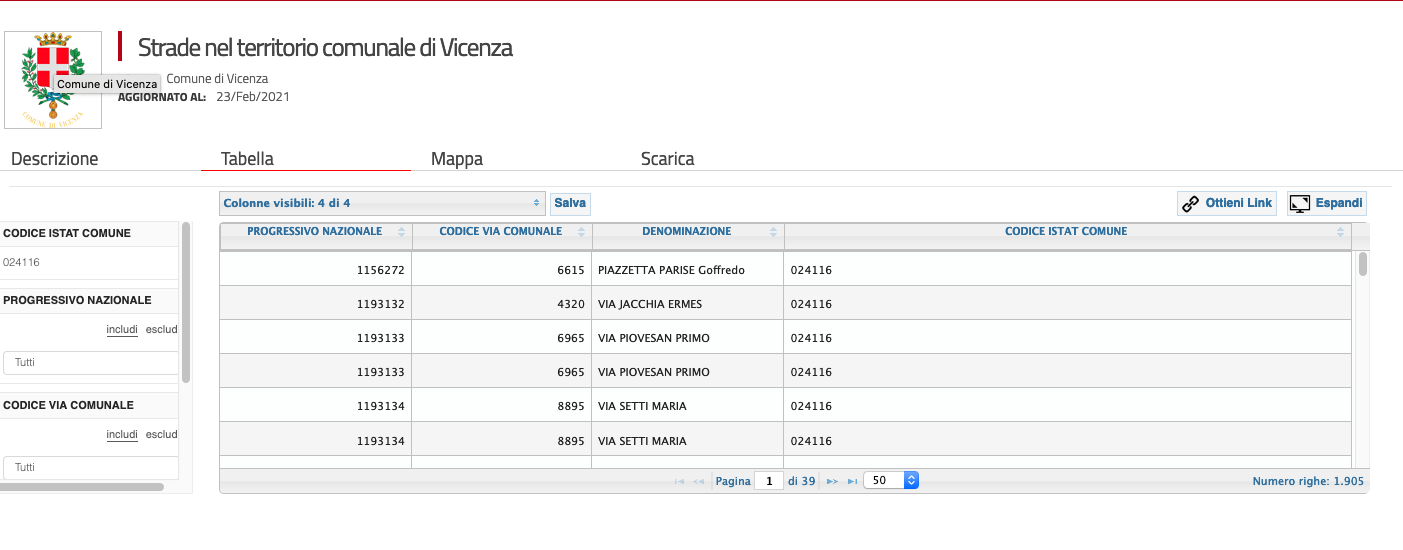 Strade nel territorio comunale di Vicenza
Comune di Vicenza
Comune di Vicenza
AGGIORNATO AL: 23/Feb/2021
COMUNE DI VICENZA
Descrizione Tabella Mappa Scarica
Colonne visibili: 4 di 4 Salva Ottieni Link Espandi
CODICE ISTAT COMUNE
024116
PROGRESSIVO NAZIONALE
includi esclud
Tutti
CODICE VIA COMUNALE
includi esclud
Tutti
PROGRESSIVO NAZIONALE CODICE VIA COMUNALE DENOMINAZIONE CODICE ISTAT COMUNE
1156272 6615 PIAZZETTA PARISE Goffredo 024116
1193132 4320 VIA JACCHIA ERMES 024116
1193133 6965 VIA PIOVESAN PRIMO 024116
1193133 6965 VIA PIOVESAN PRIMO 024116
1193134 8895 VIA SETTI MARIA 024116
1193134 8895 VIA SETTI MARIA 024116
Pagina 1 di 39 50 Numero righe: 1.905